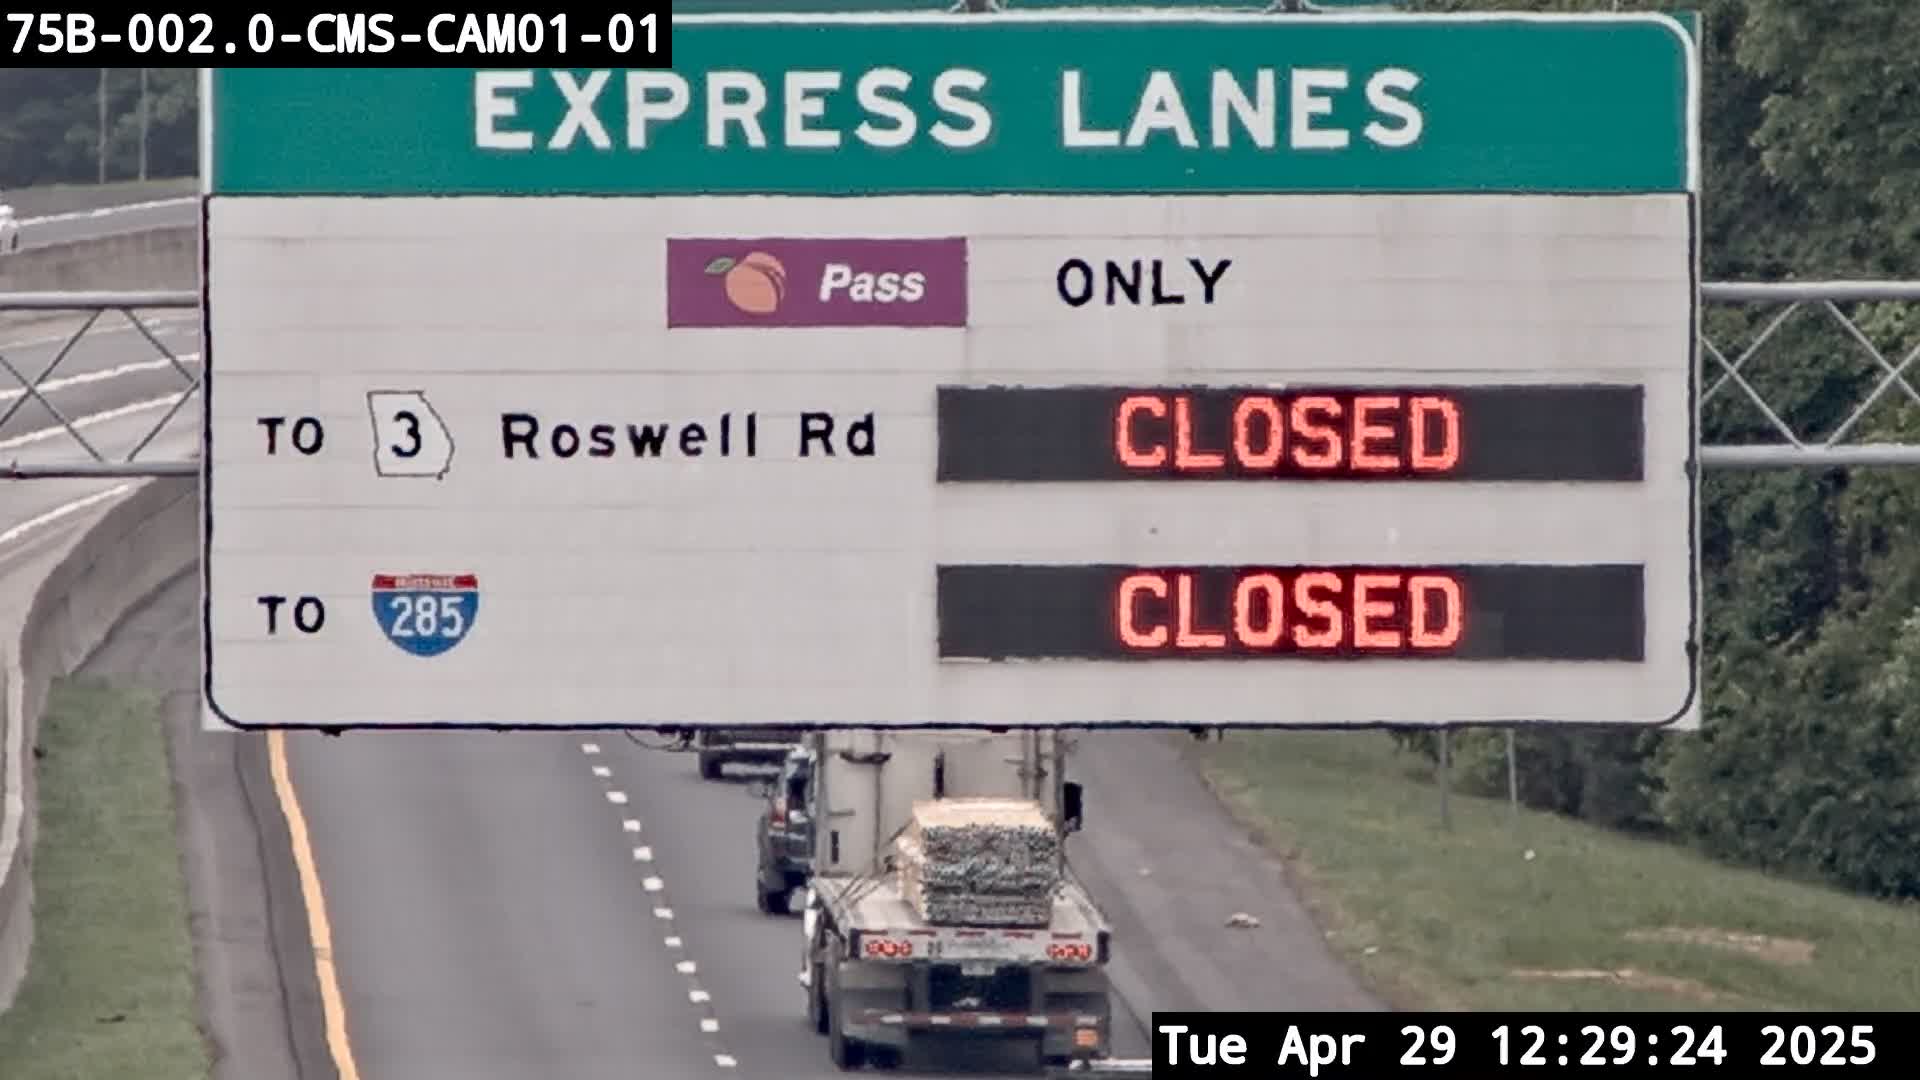 75B-002.0-CMS-CAM01-01
EXPRESS LANES
Pass ONLY
TO 3 Roswell Rd CLOSED
TO 285 CLOSED
Tue Apr 29 12:29:24 2025